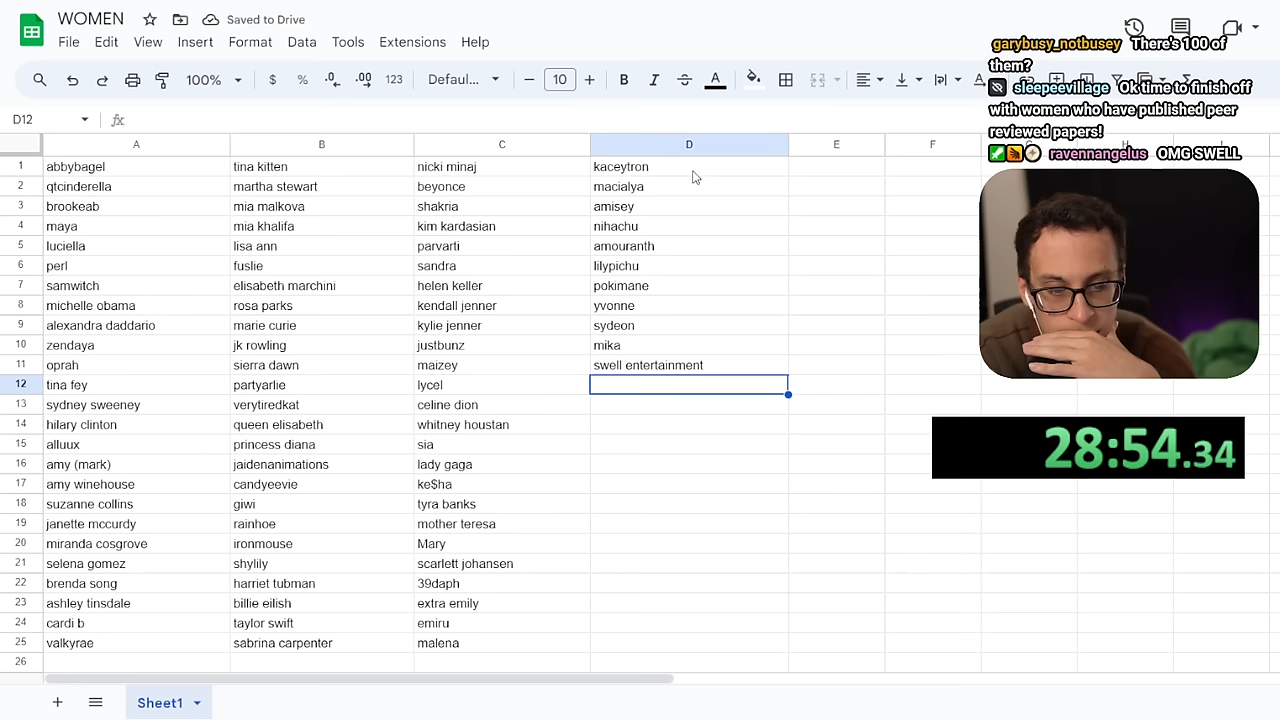 WOMEN
Saved to Drive
File Edit View Insert Format Data Tools Extensions Help
100% $ % .0 .00 123 Defaul... 10 B I S A
D12 fx
A B C D E F
1 abbybagel tina kitten nicki minaj kaceytron
2 qtcinderella martha stewart beyonce macialya
3 brookeab mia malkova shakria amisey
4 maya mia khalifa kim kardasian nihachu
5 luciella lisa ann parvarti amouranth
6 perl fuslie sandra lilypichu
7 samwitch elisabeth marchini helen keller pokimane
8 michelle obama rosa parks kendall jenner yvonne
9 alexandra daddario marie curie kylie jenner sydeon
10 zendaya jk rowling justbunz mika
11 oprah sierra dawn maizey swell entertainment
12 tina fey partyarlie lycel
13 sydney sweeney verytiredkat celine dion
14 hilary clinton queen elisabeth whitney houstan
15 alluux princess diana sia
16 amy (mark) jaidenanimations lady gaga
17 amy winehouse candyeevie ke$ha
18 suzanne collins giwi tyra banks
19 janette mccurdy rainhoe mother teresa
20 miranda cosgrove ironmouse Mary
21 selena gomez shylily scarlett johansen
22 brenda song harriet tubman 39daph
23 ashley tinsdale billie eilish extra emily
24 cardi b taylor swift emiru
25 valkyrae sabrina carpenter malena
26
Sheet1
garybusy_notbusey There's 100 of
them?
sleepeevillage Ok time to finish off
with women who have published peer
reviewed papers!
ravennangelus OMG SWELL
28:54.34